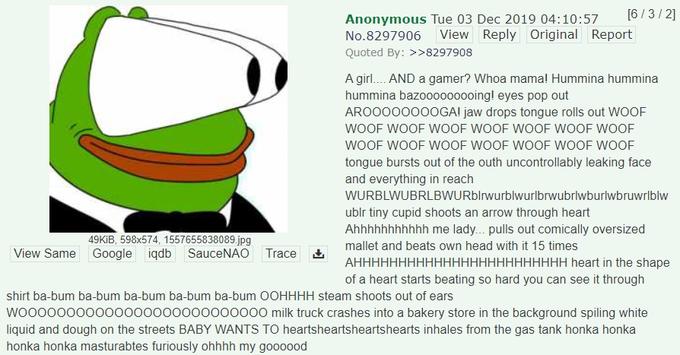 Anonymous Tue 03 Dec 2019 04:10:57 [6 / 3 / 2]
No.8297906 View Reply Original Report
Quoted By: >>8297908
A girl.... AND a gamer? Whoa mama! Hummina hummina
hummina bazooooooooing! eyes pop out
AROOOOOOOOGA! jaw drops tongue rolls out WOOF
WOOF WOOF WOOF WOOF WOOF WOOF WOOF
WOOF WOOF WOOF WOOF WOOF WOOF WOOF
tongue bursts out of the outh uncontrollably leaking face
and everything in reach
WURBLWUBRLBWURblrwurblwurlbrwubrlwburlwbruwrlblw
ublr tiny cupid shoots an arrow through heart
Ahhhhhhhhhhh me lady... pulls out comically oversized
mallet and beats own head with it 15 times
AHHHHHHHHHHHHHHHHHHHHHHHHH heart in the shape
of a heart starts beating so hard you can see it through
49KiB, 598x574, 1557655838089.jpg
View Same Google iqdb SauceNAO Trace
shirt ba-bum ba-bum ba-bum ba-bum ba-bum OOHHHH steam shoots out of ears
WOOOOOOOOOOOOOOOOOOOOOOOOOO milk truck crashes into a bakery store in the background spiling white
liquid and dough on the streets BABY WANTS TO heartsheartsheartshearts inhales from the gas tank honka honka
honka honka masturabtes furiously ohhhh my goooood